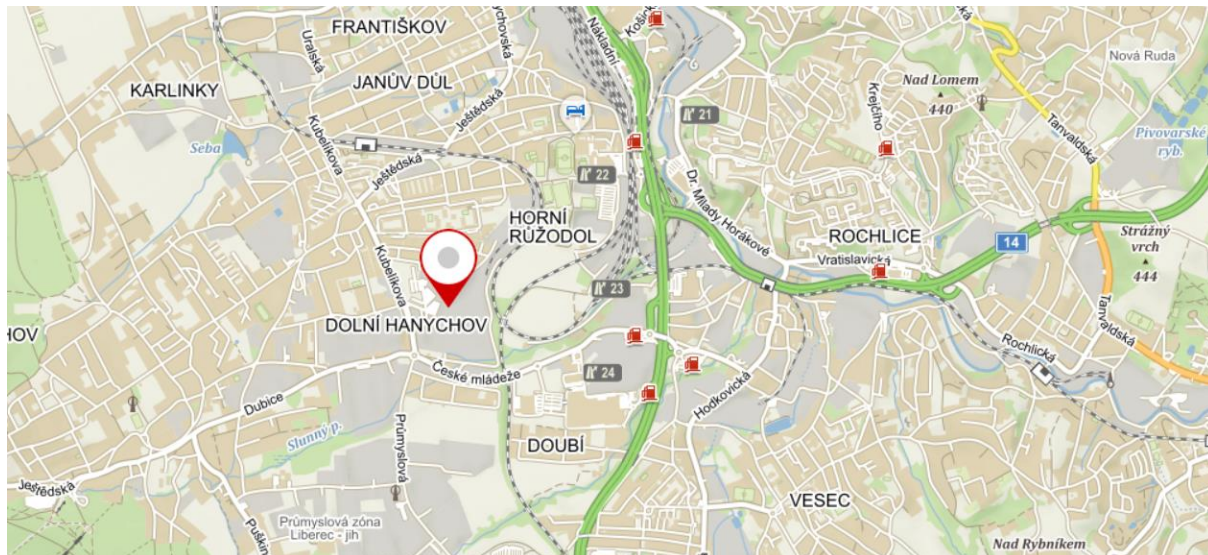 FRANTIŠKOV
ychovská
Nákladní
Košická
Nová Ruda
Uralská
JANŮV DŮL
KARLINKY
Ještědská
Nad Lomem
440
Krejčího
Tanvaldská
Pivovarské
ryb.
21
Seba
Kubelíkova
Ještědská
22
Dr. Milady Horákové
HORNÍ
RŮŽODOL
ROCHLICE
Vratislavická
14
Strážný
vrch
444
Kubelíkova
23
DOLNÍ HANYCHOV
HOV
Tanvaldská
Rochlická
České mládeže
24
Hodkovická
Dubice
Slunný p.
Průmyslová
DOUBÍ
VESEC
Ještědská
Puškin
Průmyslová zóna
Liberec - jih
Nad Rybníkem